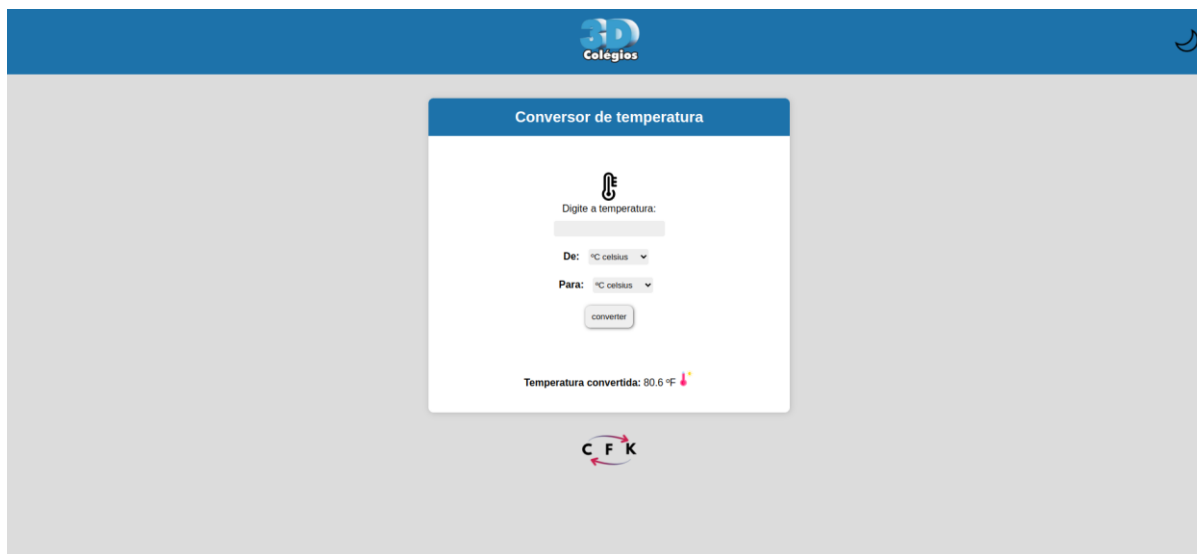 3D
Colégios
Conversor de temperatura
Digite a temperatura:
De: ºC celsius
Para: ºC celsius
converter
Temperatura convertida: 80.6 ºF
C F K